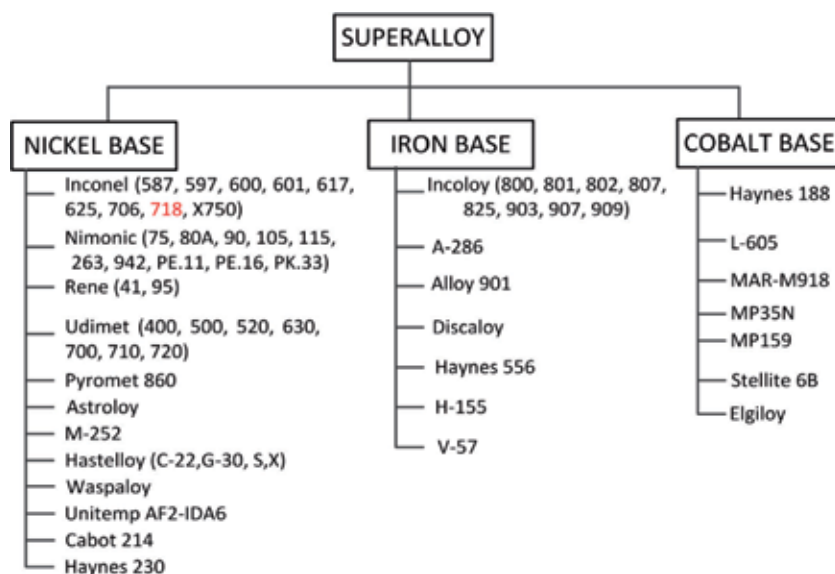 SUPERALLOY
NICKEL BASE
Inconel (587, 597, 600, 601, 617,
625, 706, 718, X750)
Nimonic (75, 80A, 90, 105, 115,
263, 942, PE.11, PE.16, PK.33)
Rene (41, 95)
Udimet (400, 500, 520, 630,
700, 710, 720)
Pyromet 860
Astroloy
M-252
Hastelloy (C-22,G-30, S,X)
Waspaloy
Unitemp AF2-IDA6
Cabot 214
Haynes 230
IRON BASE
Incoloy (800, 801, 802, 807,
825, 903, 907, 909)
A-286
Alloy 901
Discaloy
Haynes 556
H-155
V-57
COBALT BASE
Haynes 188
L-605
MAR-M918
MP35N
MP159
Stellite 6B
Elgiloy